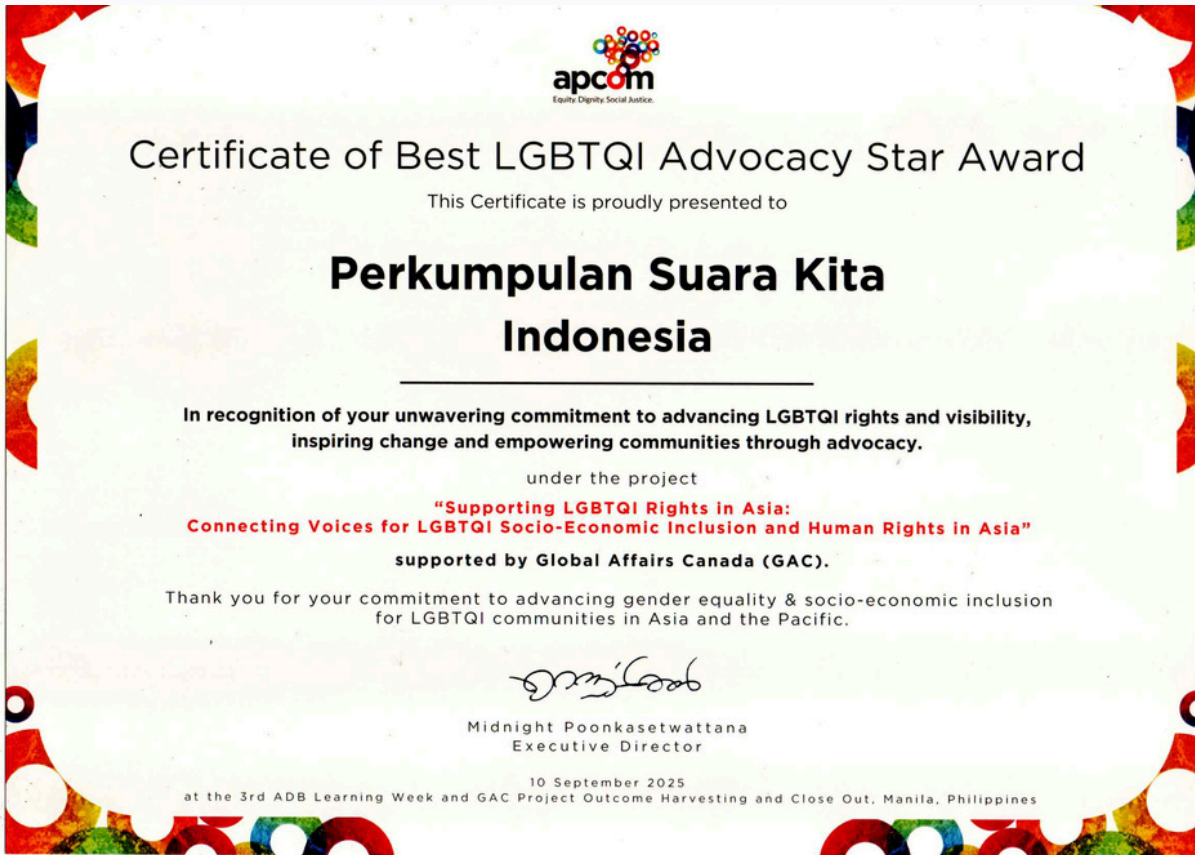 apcom
Equity. Dignity. Social Justice.
Certificate of Best LGBTQI Advocacy Star Award
This Certificate is proudly presented to
Perkumpulan Suara Kita
Indonesia
In recognition of your unwavering commitment to advancing LGBTQI rights and visibility,
inspiring change and empowering communities through advocacy.
under the project
“Supporting LGBTQI Rights in Asia:
Connecting Voices for LGBTQI Socio-Economic Inclusion and Human Rights in Asia”
supported by Global Affairs Canada (GAC).
Thank you for your commitment to advancing gender equality & socio-economic inclusion
for LGBTQI communities in Asia and the Pacific.
Midnight Poonkasetwattana
Executive Director
10 September 2025
at the 3rd ADB Learning Week and GAC Project Outcome Harvesting and Close Out, Manila, Philippines